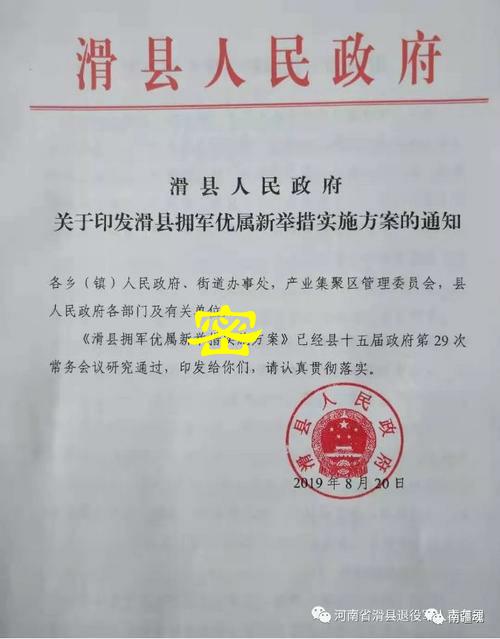 滑县人民政府
滑县人民政府
关于印发滑县拥军优属新举措实施方案的通知
各乡（镇）人民政府、街道办事处，产业集聚区管理委员会，县
人民政府各部门及有关单位
密
《滑县拥军优属新举措实施方案》已经县十五届政府第29次
常务会议研究通过，印发给你们，请认真贯彻落实。
滑县人民政府
2019年8月20日
河南省滑县退役军人
南疆魂